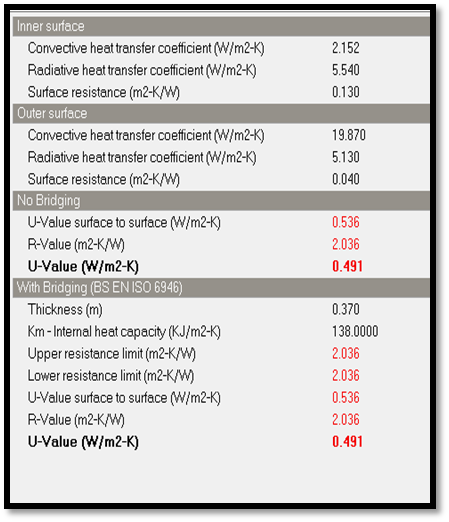 Inner surface
Convective heat transfer coefficient (W/m2-K) 2.152
Radiative heat transfer coefficient (W/m2-K) 5.540
Surface resistance (m2-K/W) 0.130
Outer surface
Convective heat transfer coefficient (W/m2-K) 19.870
Radiative heat transfer coefficient (W/m2-K) 5.130
Surface resistance (m2-K/W) 0.040
No Bridging
U-Value surface to surface (W/m2-K) 0.536
R-Value (m2-K/W) 2.036
U-Value (W/m2-K) 0.491
With Bridging (BS EN ISO 6946)
Thickness (m) 0.370
Km - Internal heat capacity (KJ/m2-K) 138.0000
Upper resistance limit (m2-K/W) 2.036
Lower resistance limit (m2-K/W) 2.036
U-Value surface to surface (W/m2-K) 0.536
R-Value (m2-K/W) 2.036
U-Value (W/m2-K) 0.491